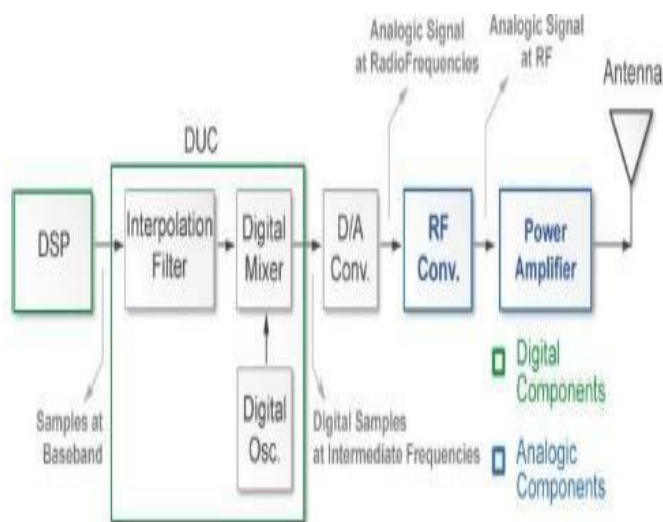 Analogic Signal
at RadioFrequencies
Analogic Signal
at RF
Antenna
DUC
DSP
Interpolation
Filter
Digital
Mixer
D/A
Conv.
RF
Conv.
Power
Amplifier
Digital
Osc.
Samples at
Baseband
Digital Samples
at Intermediate Frequencies
Digital
Components
Analogic
Components